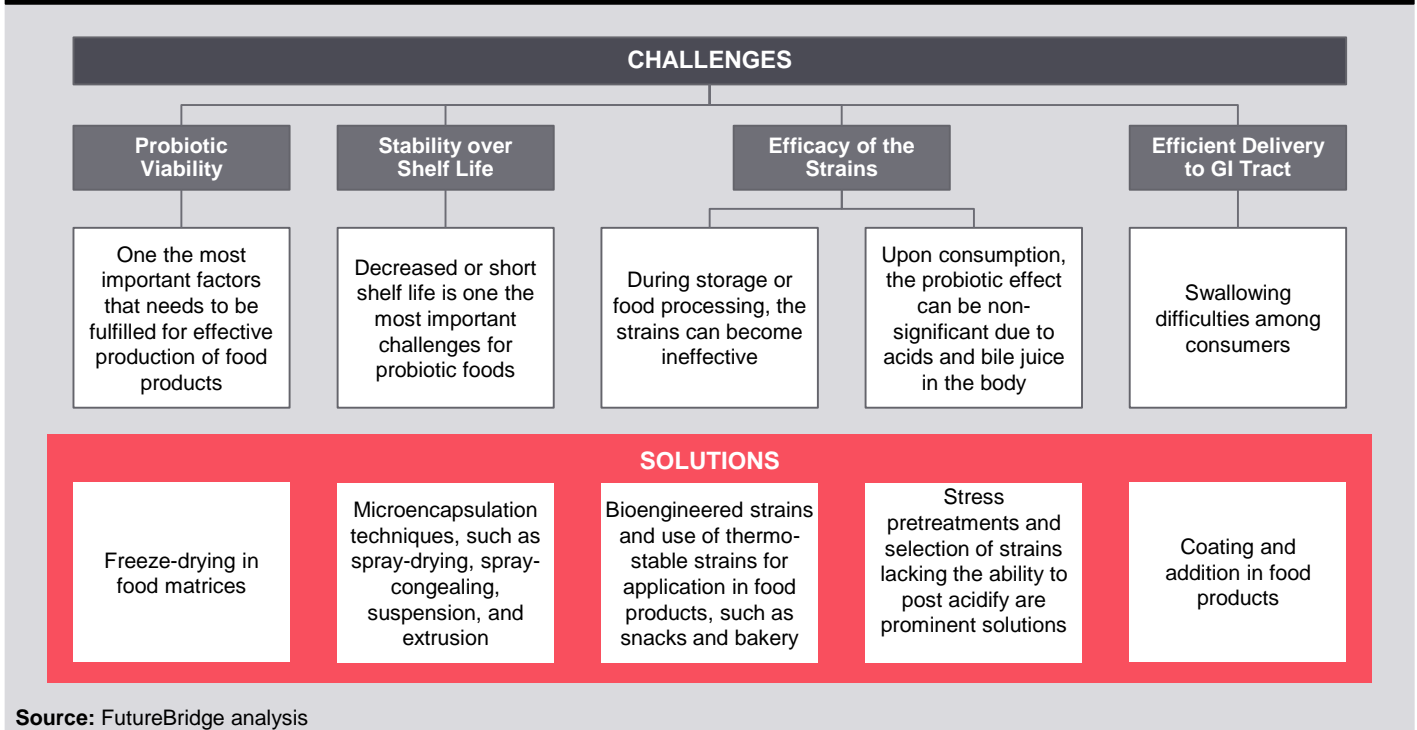 CHALLENGES
Probiotic
Viability
Stability over
Shelf Life
Efficacy of the
Strains
Efficient Delivery
to GI Tract
One the most
important factors
that needs to be
fulfilled for effective
production of food
products
Decreased or short
shelf life is one the
most important
challenges for
probiotic foods
During storage or
food processing, the
strains can become
ineffective
Upon consumption,
the probiotic effect
can be non-
significant due to
acids and bile juice
in the body
Swallowing
difficulties among
consumers
SOLUTIONS
Freeze-drying in
food matrices
Microencapsulation
techniques, such as
spray-drying, spray-
congealing,
suspension, and
extrusion
Bioengineered strains
and use of thermo-
stable strains for
application in food
products, such as
snacks and bakery
Stress
pretreatments and
selection of strains
lacking the ability to
post acidify are
prominent solutions
Coating and
addition in food
products
Source: FutureBridge analysis